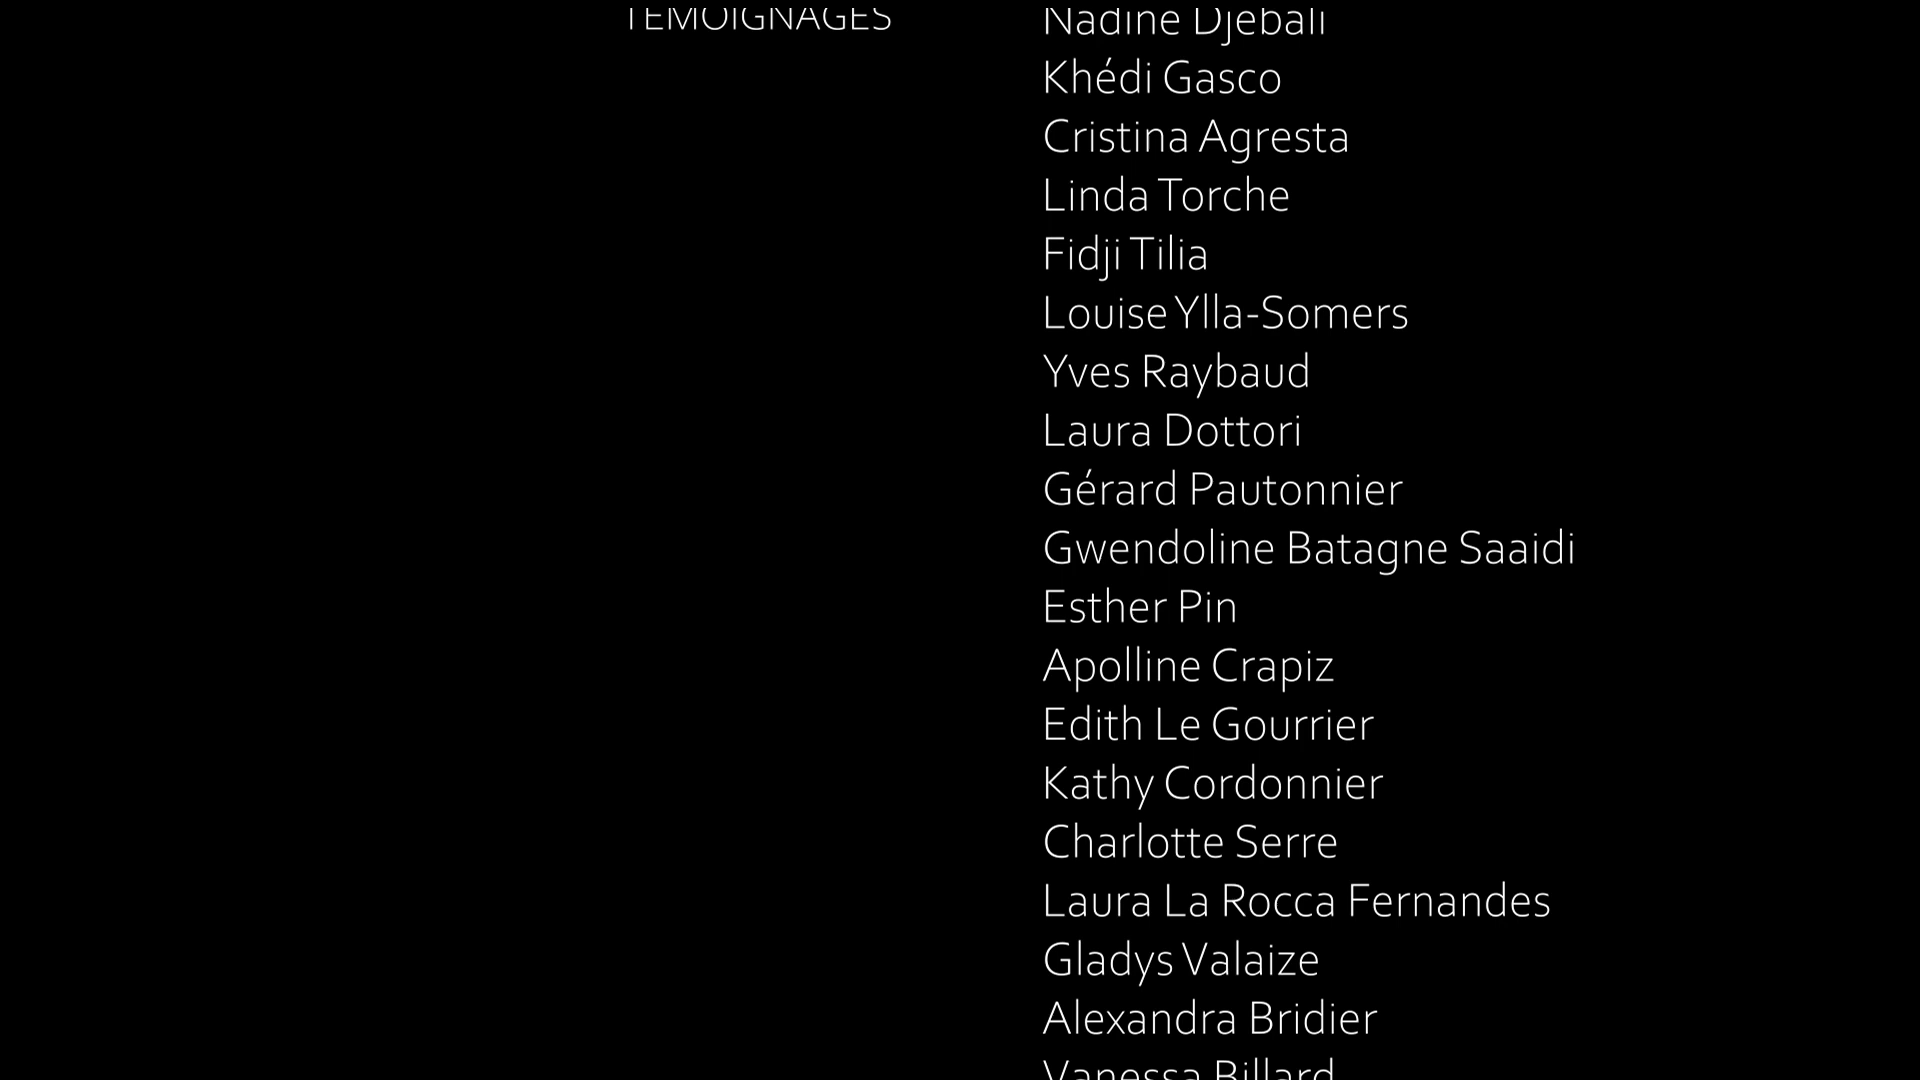 TEMOIGNAGES Nadine Djebali
Khédi Gasco
Cristina Agresta
Linda Torche
Fidji Tilia
Louise Ylla-Somers
Yves Raybaud
Laura Dottori
Gérard Pautonnier
Gwendoline Batagne Saaidi
Esther Pin
Apolline Crapiz
Edith Le Gourrier
Kathy Cordonnier
Charlotte Serre
Laura La Rocca Fernandes
Gladys Valaize
Alexandra Bridier
Vanessa Billard